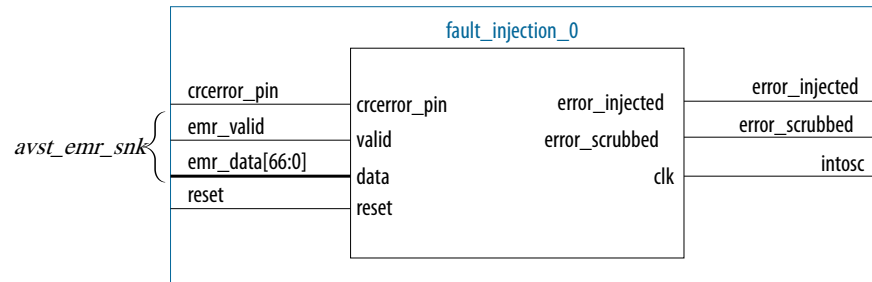 fault_injection_0
crcerror_pin
crcerror_pin
error_injected
error_injected
emr_valid
valid
error_scrubbed
error_scrubbed
avst_emr_snk
emr_data[66:0]
data
clk
intosc
reset
reset